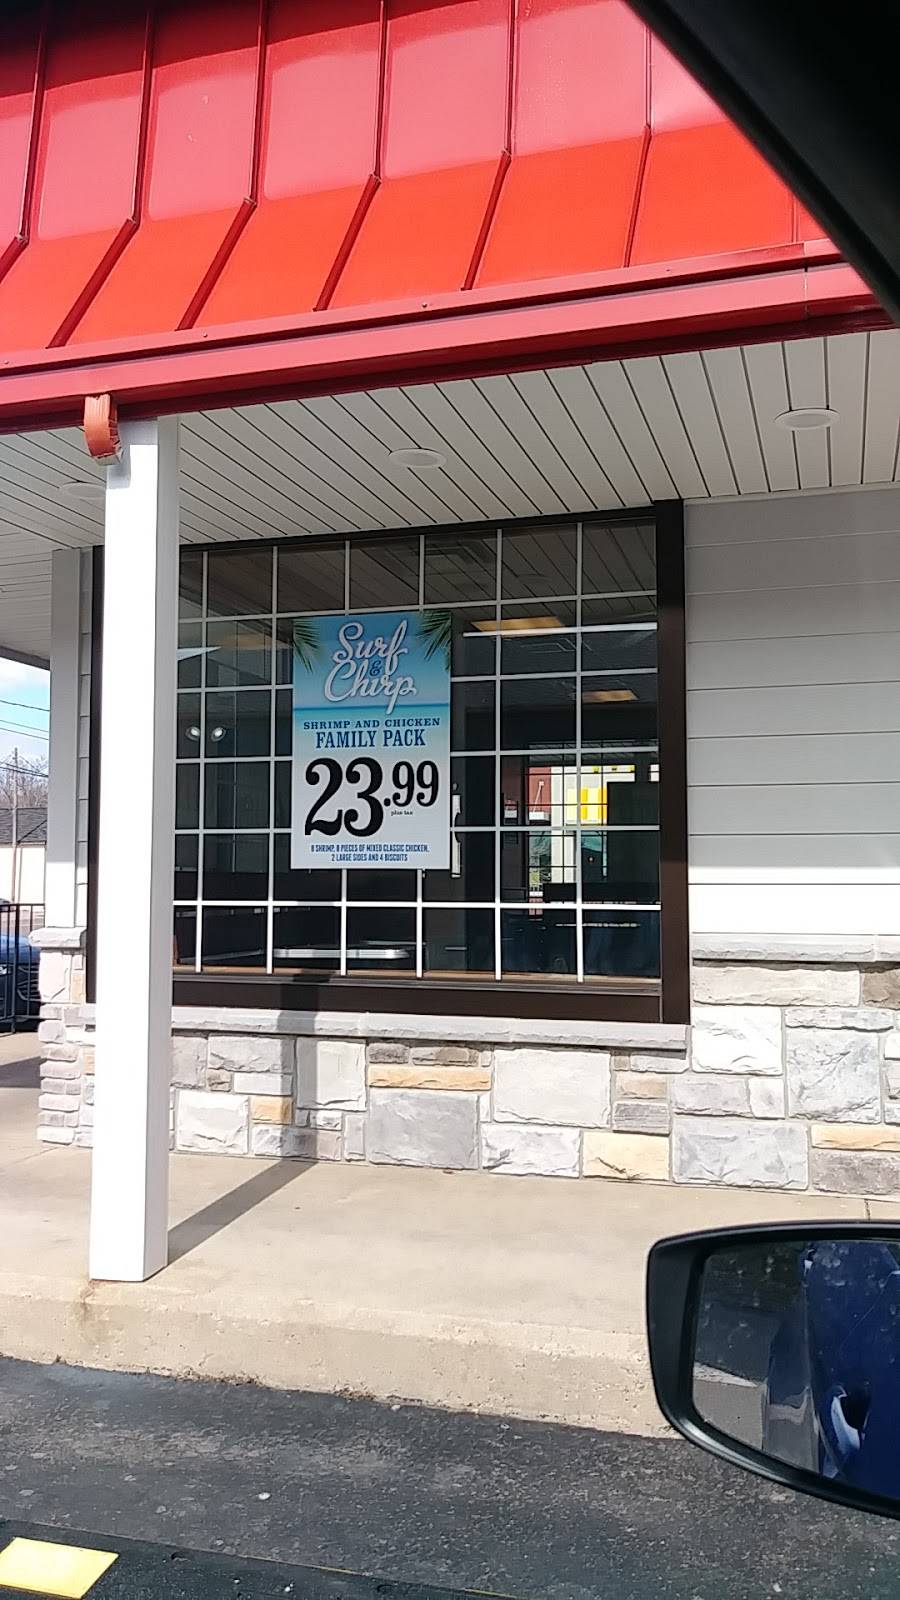 Surf
&
Chirp
SHRIMP AND CHICKEN
FAMILY PACK
23.99
plus tax
8 SHRIMP, 8 PIECES OF MIXED CLASSIC CHICKEN,
2 LARGE SIDES AND 4 BISCUITS